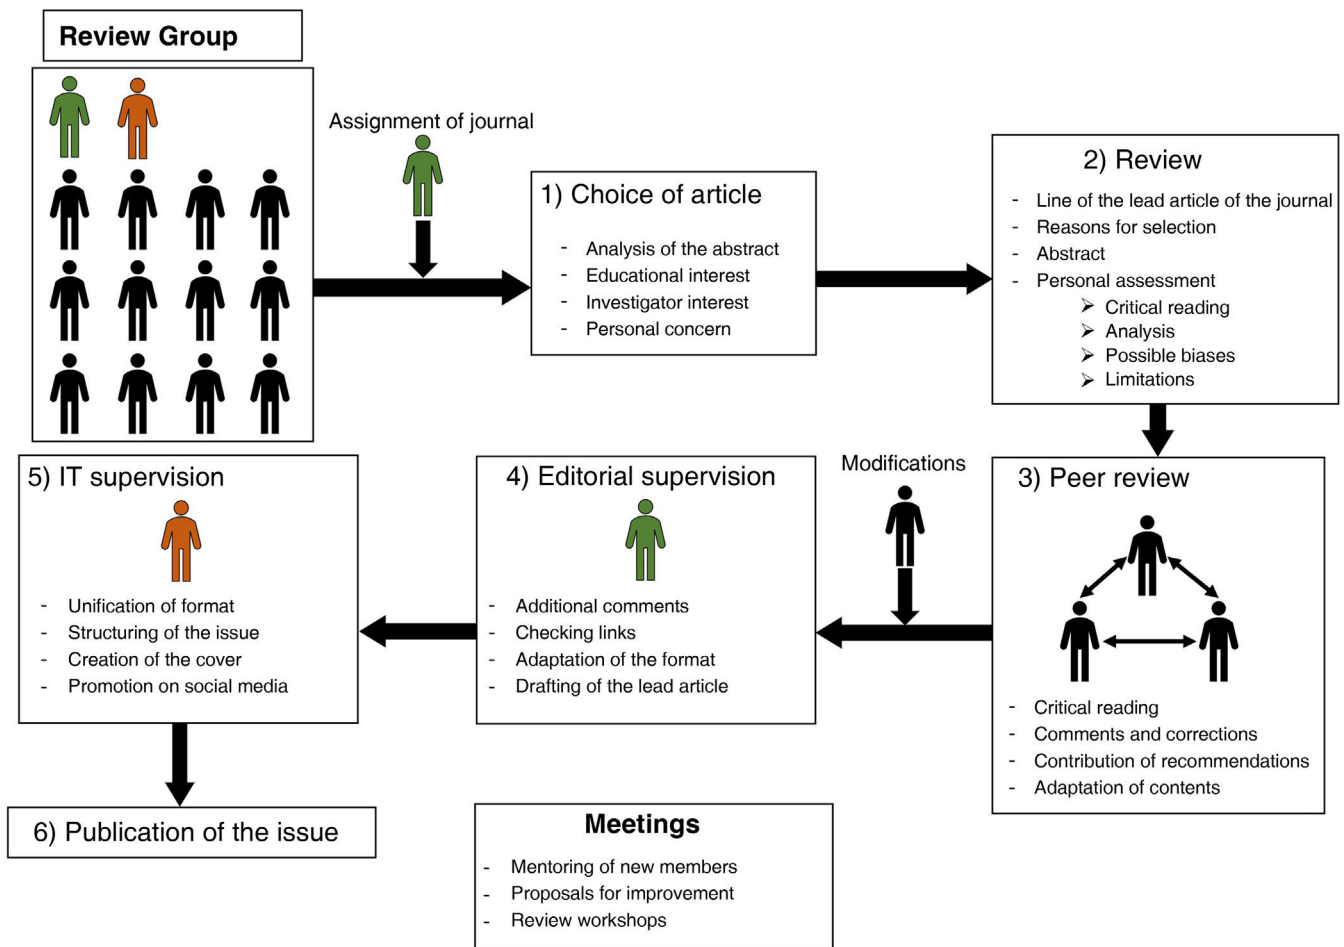 Review Group
Assignment of journal
1) Choice of article
- Analysis of the abstract
- Educational interest
- Investigator interest
- Personal concern
2) Review
- Line of the lead article of the journal
- Reasons for selection
- Abstract
- Personal assessment
➢ Critical reading
➢ Analysis
➢ Possible biases
➢ Limitations
3) Peer review
- Critical reading
- Comments and corrections
- Contribution of recommendations
- Adaptation of contents
Modifications
4) Editorial supervision
- Additional comments
- Checking links
- Adaptation of the format
- Drafting of the lead article
5) IT supervision
- Unification of format
- Structuring of the issue
- Creation of the cover
- Promotion on social media
6) Publication of the issue
Meetings
- Mentoring of new members
- Proposals for improvement
- Review workshops